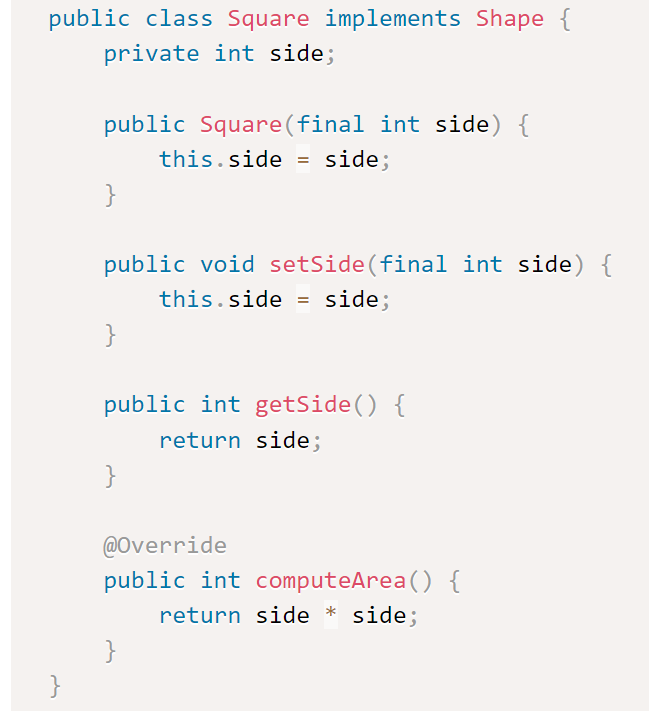 public class Square implements Shape {
    private int side;

    public Square(final int side) {
        this.side = side;
    }

    public void setSide(final int side) {
        this.side = side;
    }

    public int getSide() {
        return side;
    }

    @Override
    public int computeArea() {
        return side * side;
    }
}